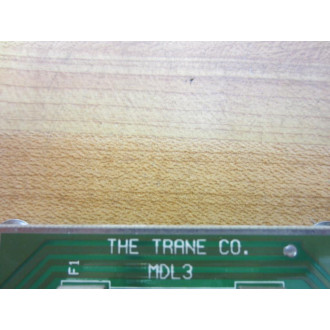 THE TRANE CO.
F1
MDL3